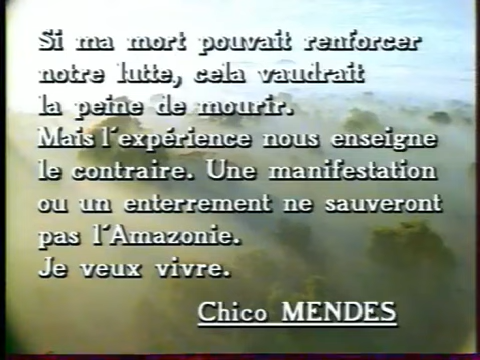 Si ma mort pouvait renforcer
notre lutte, cela vaudrait
la peine de mourir.
Mais l'expérience nous enseigne
le contraire. Une manifestation
ou un enterrement ne sauveront
pas l'Amazonie.
Je veux vivre.
Chico MENDES